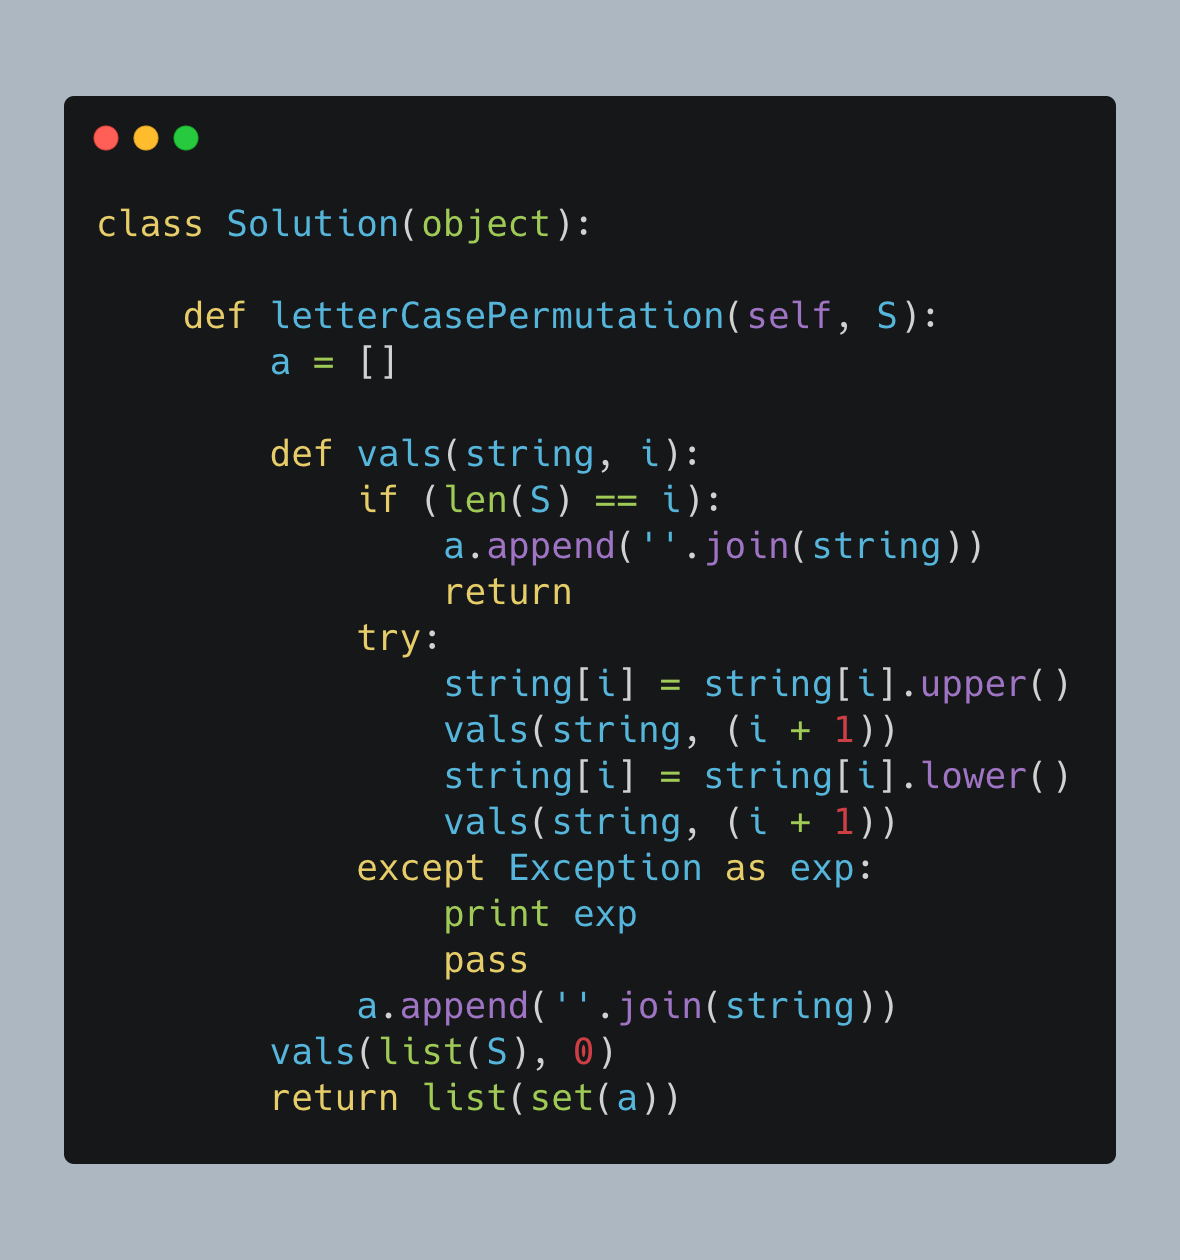 class Solution(object):
    def letterCasePermutation(self, S):
        a = []
        def vals(string, i):
            if (len(S) == i):
                a.append(''.join(string))
                return
            try:
                string[i] = string[i].upper()
                vals(string, (i + 1))
                string[i] = string[i].lower()
                vals(string, (i + 1))
            except Exception as exp:
                print exp
                pass
            a.append(''.join(string))
        vals(list(S), 0)
        return list(set(a))